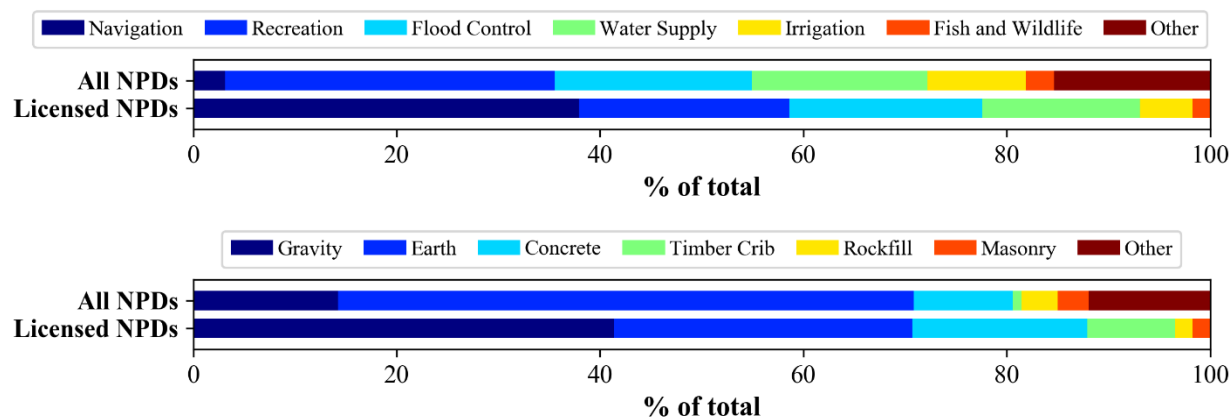 Navigation Recreation Flood Control Water Supply Irrigation Fish and Wildlife Other
All NPDs
Licensed NPDs
0 20 40 60 80 100
% of total
Gravity Earth Concrete Timber Crib Rockfill Masonry Other
All NPDs
Licensed NPDs
0 20 40 60 80 100
% of total